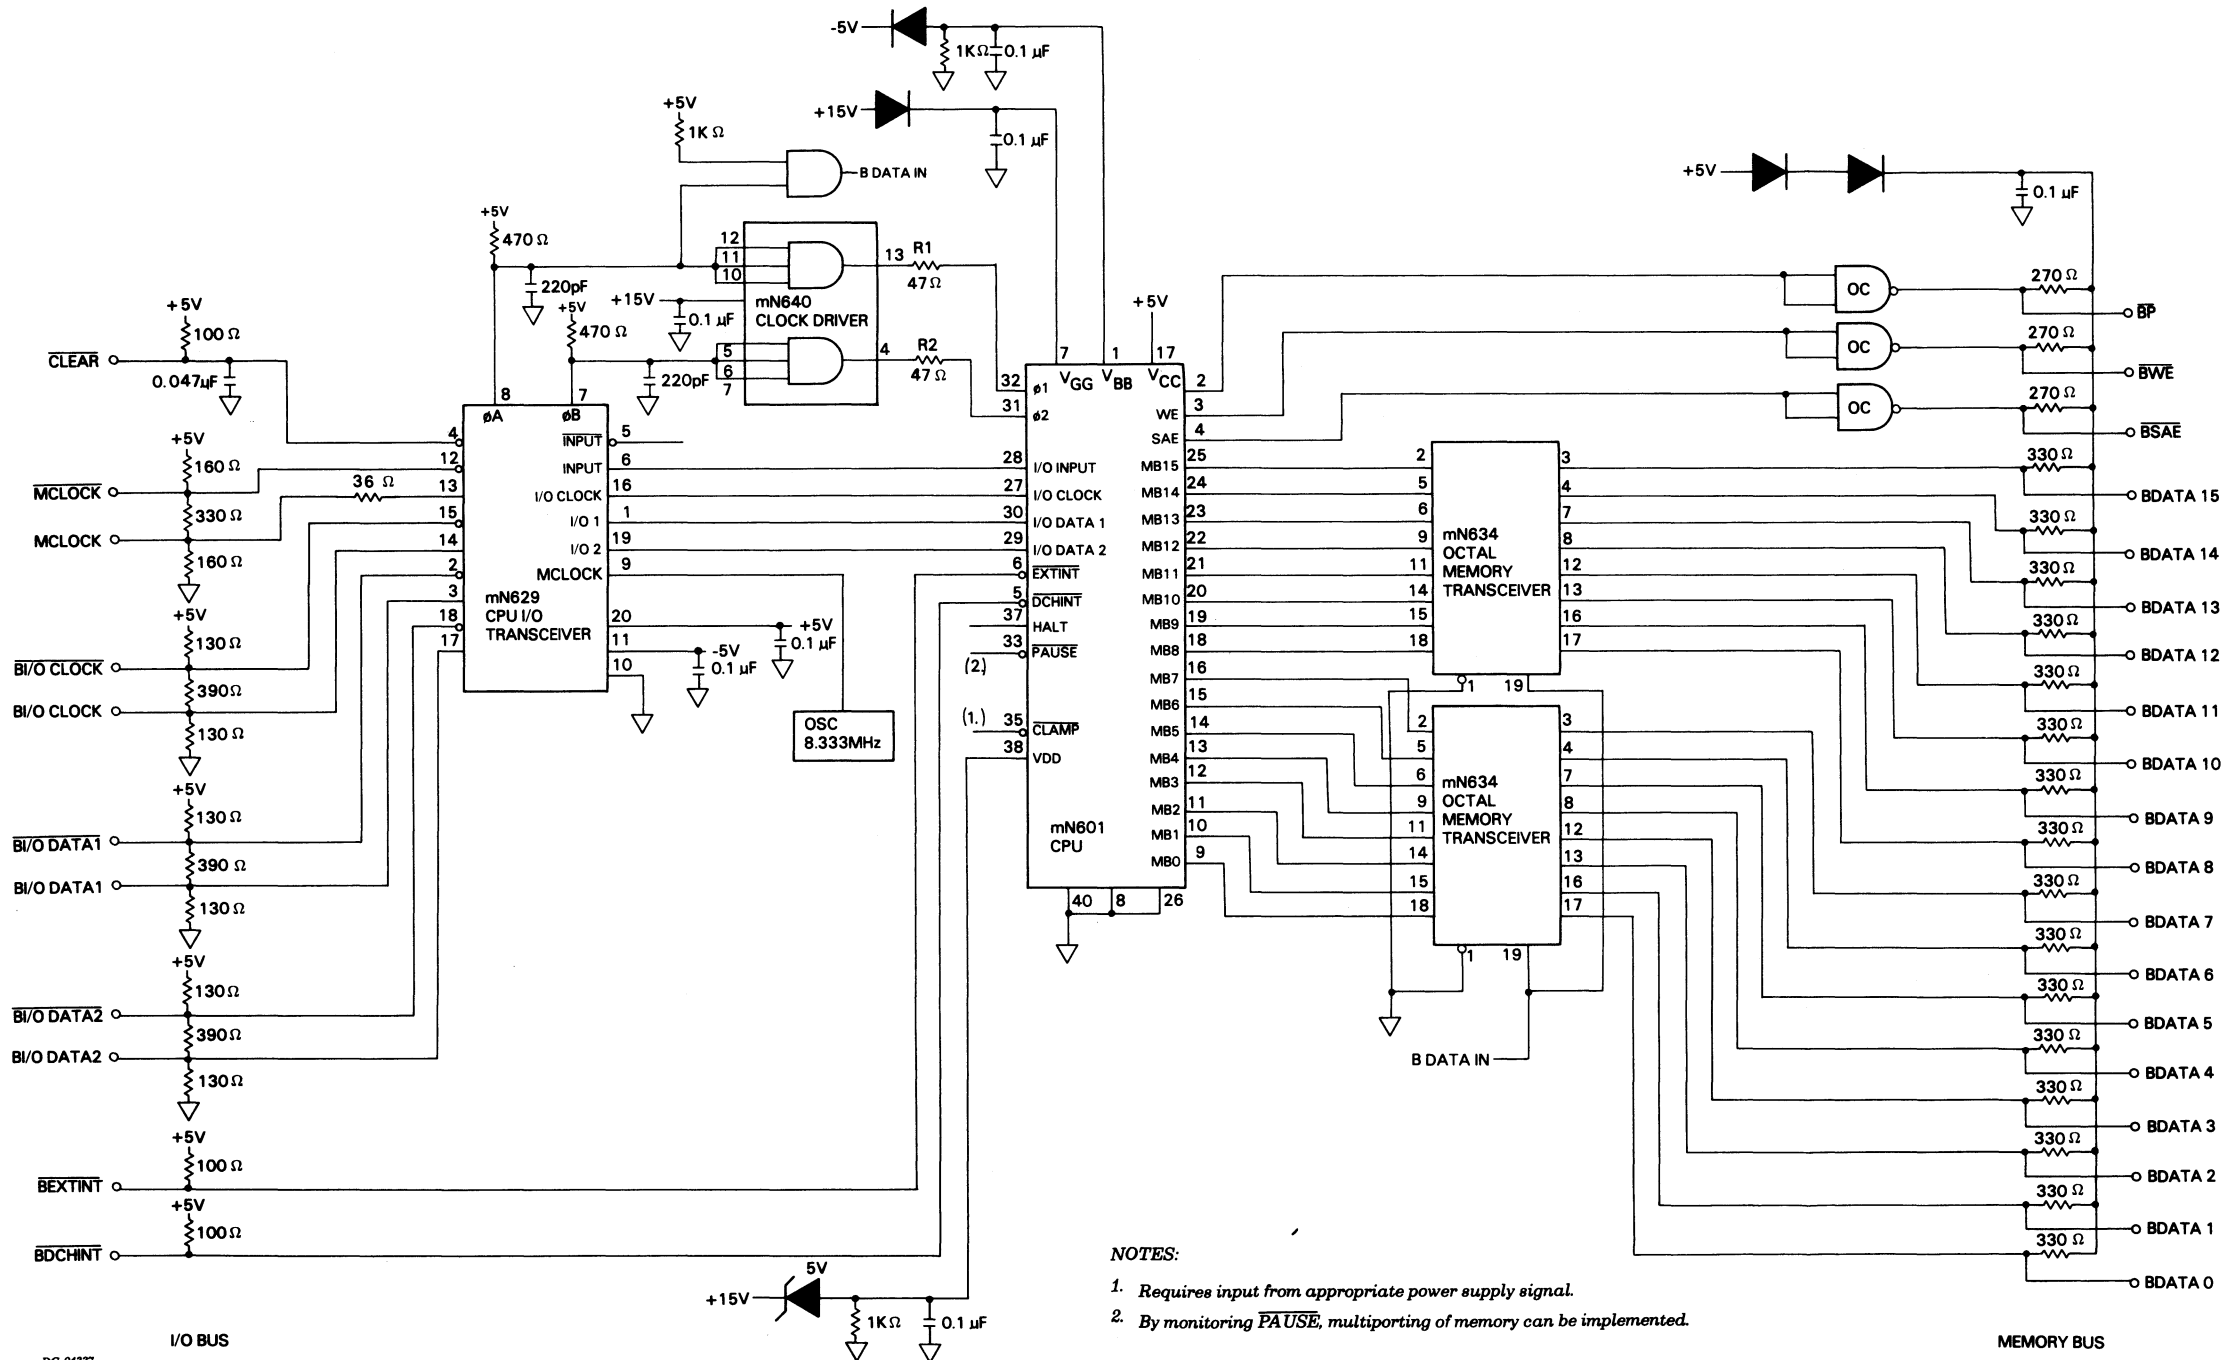 -5V
1KΩ
0.1 µF
+15V
0.1 µF
+5V
1K Ω
B DATA IN
+5V
470 Ω
220pF
12
11
10
13
R1
47Ω
+15V
0.1 µF
mN640
CLOCK DRIVER
+5V
470 Ω
220pF
5
6
7
4
R2
47 Ω
+5V
0.1 µF
+5V
100 Ω
CLEAR
0.047µF
+5V
160 Ω
MCLOCK
36 Ω
330 Ω
MCLOCK
160 Ω
+5V
130 Ω
BI/O CLOCK
390Ω
BI/O CLOCK
130 Ω
+5V
130 Ω
BI/O DATA1
390 Ω
BI/O DATA1
130 Ω
+5V
130Ω
BI/O DATA2
390Ω
BI/O DATA2
130 Ω
+5V
100 Ω
BEXTINT
+5V
100Ω
BDCHINT
I/O BUS
8
7
øA
øB
4
12
13
15
14
2
3
18
17
mN629
CPU I/O
TRANSCEIVER
INPUT
5
INPUT
6
I/O CLOCK
16
I/O 1
1
I/O 2
19
MCLOCK
9
20
+5V
0.1 µF
11
-5V
0.1 µF
10
OSC
8.333MHz
+15V
5V
1KΩ
0.1 µF
7
1
17
VGG
VBB
VCC
+5V
32
ø1
31
ø2
28
I/O INPUT
27
I/O CLOCK
30
I/O DATA 1
29
I/O DATA 2
6
EXTINT
5
DCHINT
37
HALT
33
PAUSE
(2.)
(1.)
35
CLAMP
38
VDD
mN601
CPU
40
8
26
2
WE
3
SAE
4
MB15
25
MB14
24
MB13
23
MB12
22
MB11
21
MB10
20
MB9
19
MB8
18
MB7
16
MB6
15
MB5
14
MB4
13
MB3
12
MB2
11
MB1
10
MB0
9
2
5
6
9
11
14
15
18
mN634
OCTAL
MEMORY
TRANSCEIVER
3
4
7
8
12
13
16
17
1
19
2
5
6
9
11
14
15
18
mN634
OCTAL
MEMORY
TRANSCEIVER
3
4
7
8
12
13
16
17
1
19
B DATA IN
OC
270 Ω
BP
OC
270 Ω
BWE
OC
270 Ω
BSAE
330 Ω
BDATA 15
330 Ω
BDATA 14
330 Ω
BDATA 13
330 Ω
BDATA 12
330 Ω
BDATA 11
330 Ω
BDATA 10
330 Ω
BDATA 9
330 Ω
BDATA 8
330 Ω
BDATA 7
330 Ω
BDATA 6
330 Ω
BDATA 5
330 Ω
BDATA 4
330 Ω
BDATA 3
330 Ω
BDATA 2
330 Ω
BDATA 1
330 Ω
BDATA 0
MEMORY BUS
NOTES:
1. Requires input from appropriate power supply signal.
2. By monitoring PAUSE, multiporting of memory can be implemented.